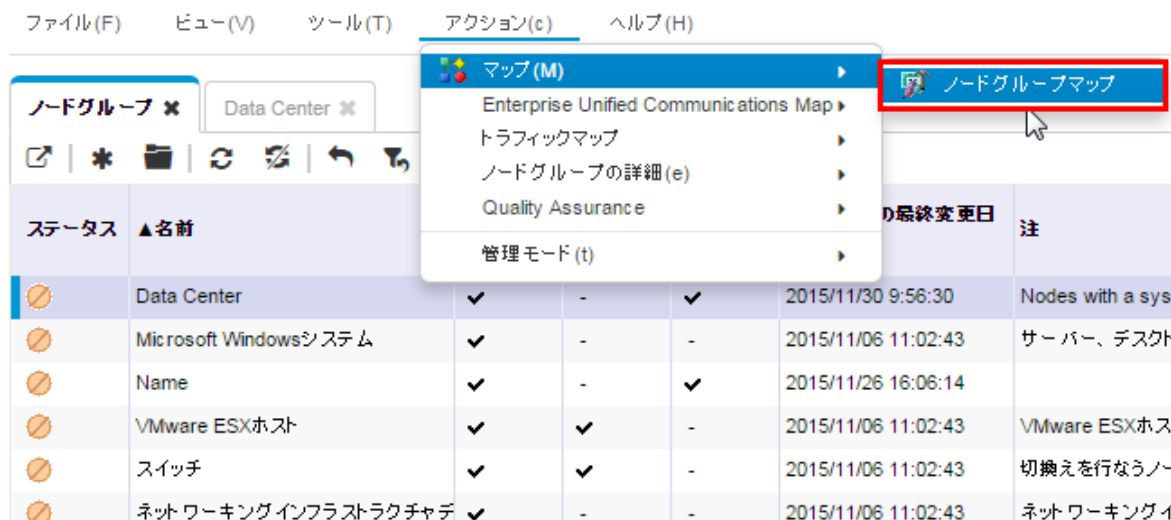 ファイル(F) ビュー(V) ツール(T) アクション(c) ヘルプ(H)
マップ(M)
ノードグループマップ
ノードグループ Data Center
Enterprise Unified Communications Map
トラフィックマップ
ノードグループの詳細(e)
Quality Assurance
管理モード(t)
ステータス ▲名前 の最終変更日 注
Data Center ✔ - ✔ 2015/11/30 9:56:30 Nodes with a sys
Microsoft Windowsシステム ✔ - - 2015/11/06 11:02:43 サーバー、デスクト
Name ✔ - ✔ 2015/11/26 16:06:14
VMware ESXホスト ✔ ✔ - 2015/11/06 11:02:43 VMware ESXホス
スイッチ ✔ ✔ - 2015/11/06 11:02:43 切換えを行なうノー
ネットワーキングインフラストラクチャデ ✔ - - 2015/11/06 11:02:43 ネットワーキングイ